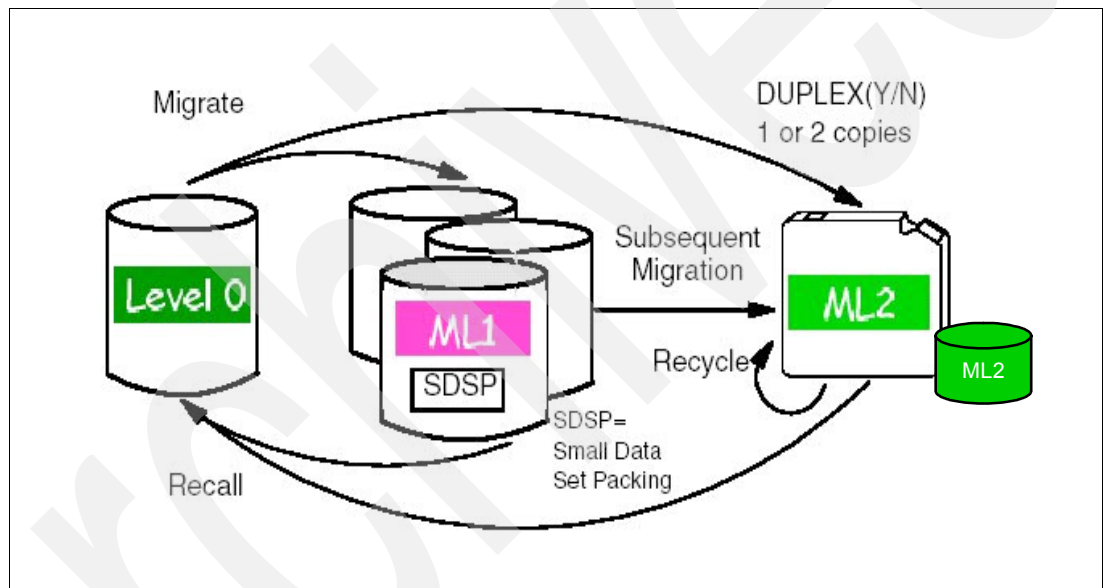 Migrate
DUPLEX(Y/N)
1 or 2 copies
Level 0
ML1
SDSP
Subsequent
Migration
ML2
ML2
Recycle
SDSP=
Small Data
Set Packing
Recall